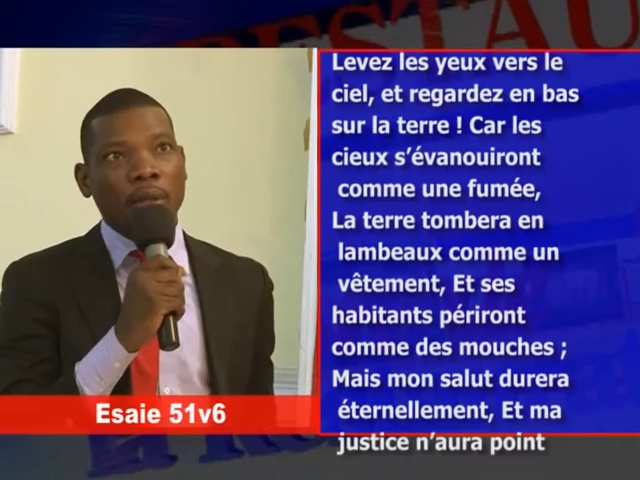 RESTAU
Levez les yeux vers le
ciel, et regardez en bas
sur la terre ! Car les
cieux s’évanouiront
comme une fumée,
La terre tombera en
lambeaux comme un
vêtement, Et ses
habitants périront
comme des mouches ;
Mais mon salut durera
éternellement, Et ma
justice n’aura point
Esaie 51v6